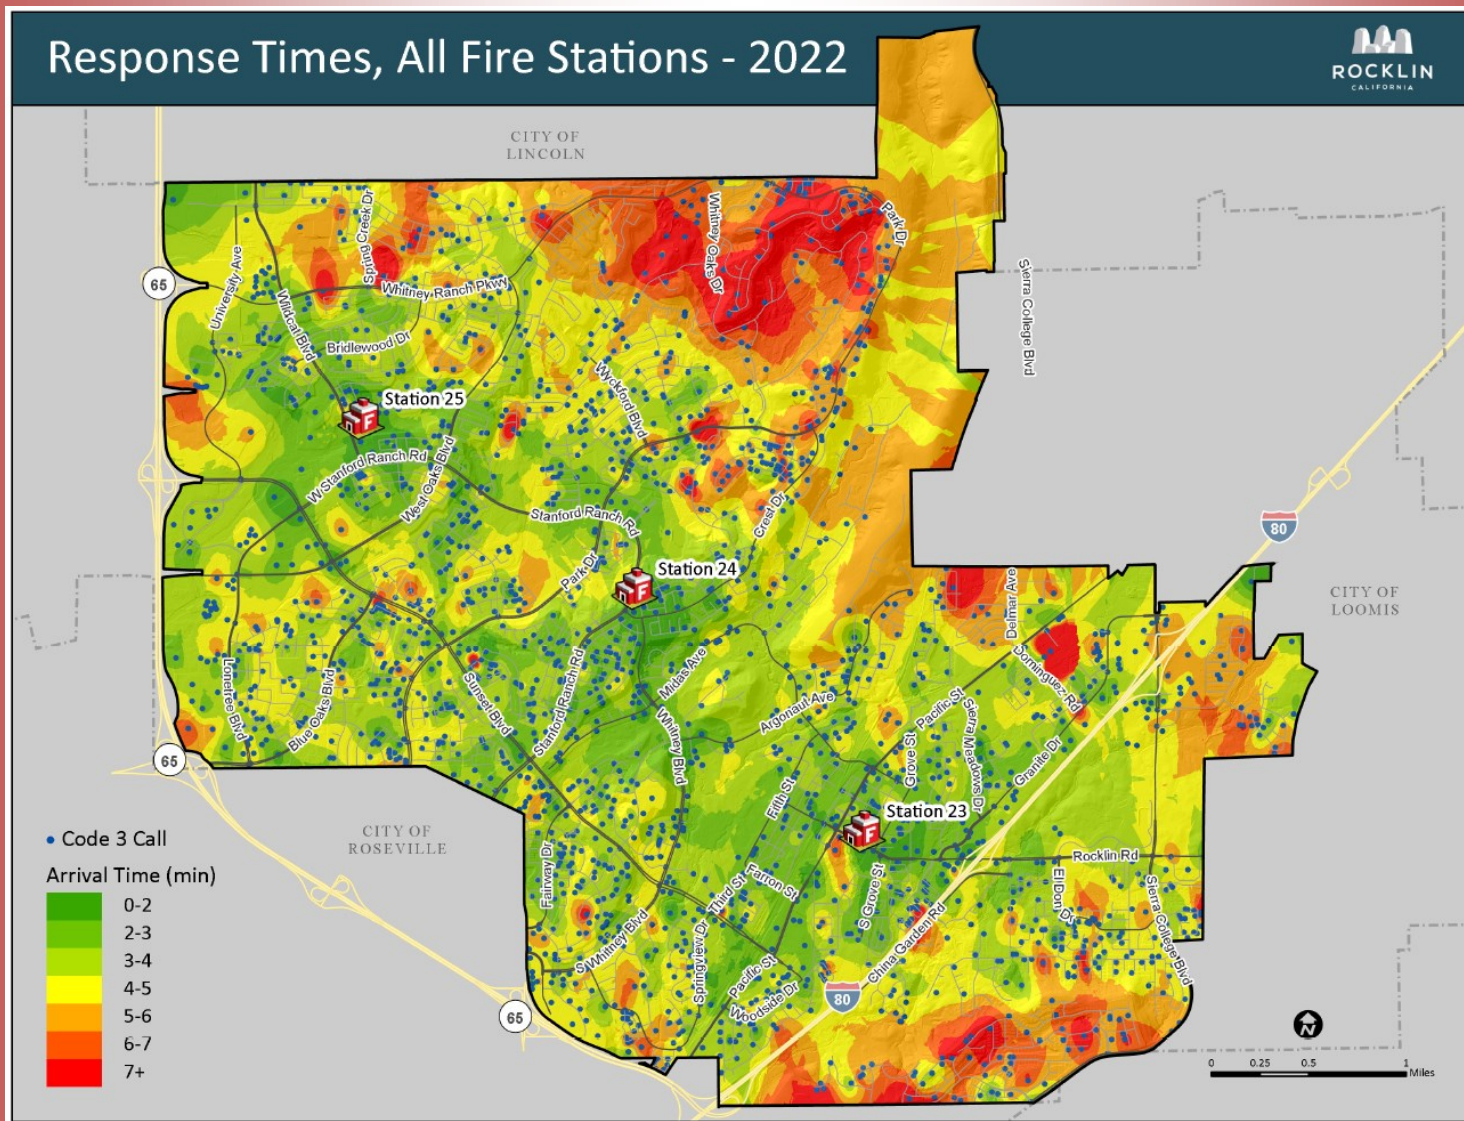 Response Times, All Fire Stations - 2022
ROCKLIN
CALIFORNIA
CITY OF
LINCOLN
Spring Creek Dr
Whitney Oaks Dr
Park Dr
University Ave
65
Wildcat Blvd
Whitney Ranch Pkwy
Sierra College Blvd
Bridlewood Dr
Wyckford Blvd
Station 25
F
W Stanford Ranch Rd
West Oaks Blvd
Stanford Ranch Rd
Crest Dr
80
Park Dr
Station 24
F
Delmar Ave
CITY OF
LOOMIS
Lonetree Blvd
Blue Oaks Blvd
Sunset Blvd
Stanford Ranch Rd
Midas Ave
Dominguez Rd
Whitney Blvd
Argonaut Ave
Pacific St
Sierra Meadows Dr
Grove St
Granite Dr
65
Fifth St
Station 23
F
CITY OF
ROSEVILLE
Fairway Dr
Rocklin Rd
Third St
Farron St
S Grove St
El Don Dr
Sierra College Blvd
S Whitney Blvd
Springview Dr
Pacific St
Woodside Dr
China Garden Rd
80
65
Code 3 Call
Arrival Time (min)
0-2
2-3
3-4
4-5
5-6
6-7
7+
N
0 0.25 0.5 1
Miles